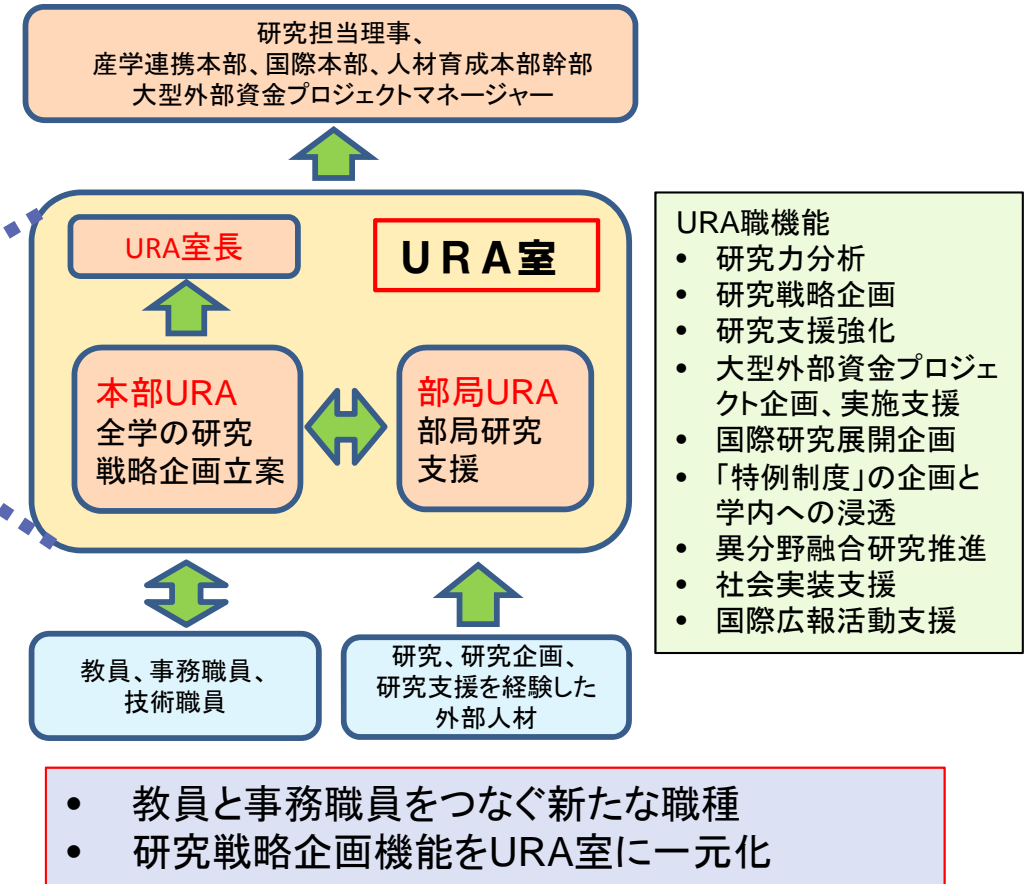 研究担当理事、
産学連携本部、国際本部、人材育成本部幹部
大型外部資金プロジェクトマネージャー
URA室長
URA室
本部URA
全学の研究
戦略企画立案
部局URA
部局研究
支援
教員、事務職員、
技術職員
研究、研究企画、
研究支援を経験した
外部人材
URA職機能
• 研究力分析
• 研究戦略企画
• 研究支援強化
• 大型外部資金プロジェ
クト企画、実施支援
• 国際研究展開企画
• 「特例制度」の企画と
学内への浸透
• 異分野融合研究推進
• 社会実装支援
• 国際広報活動支援
• 教員と事務職員をつなぐ新たな職種
• 研究戦略企画機能をURA室に一元化